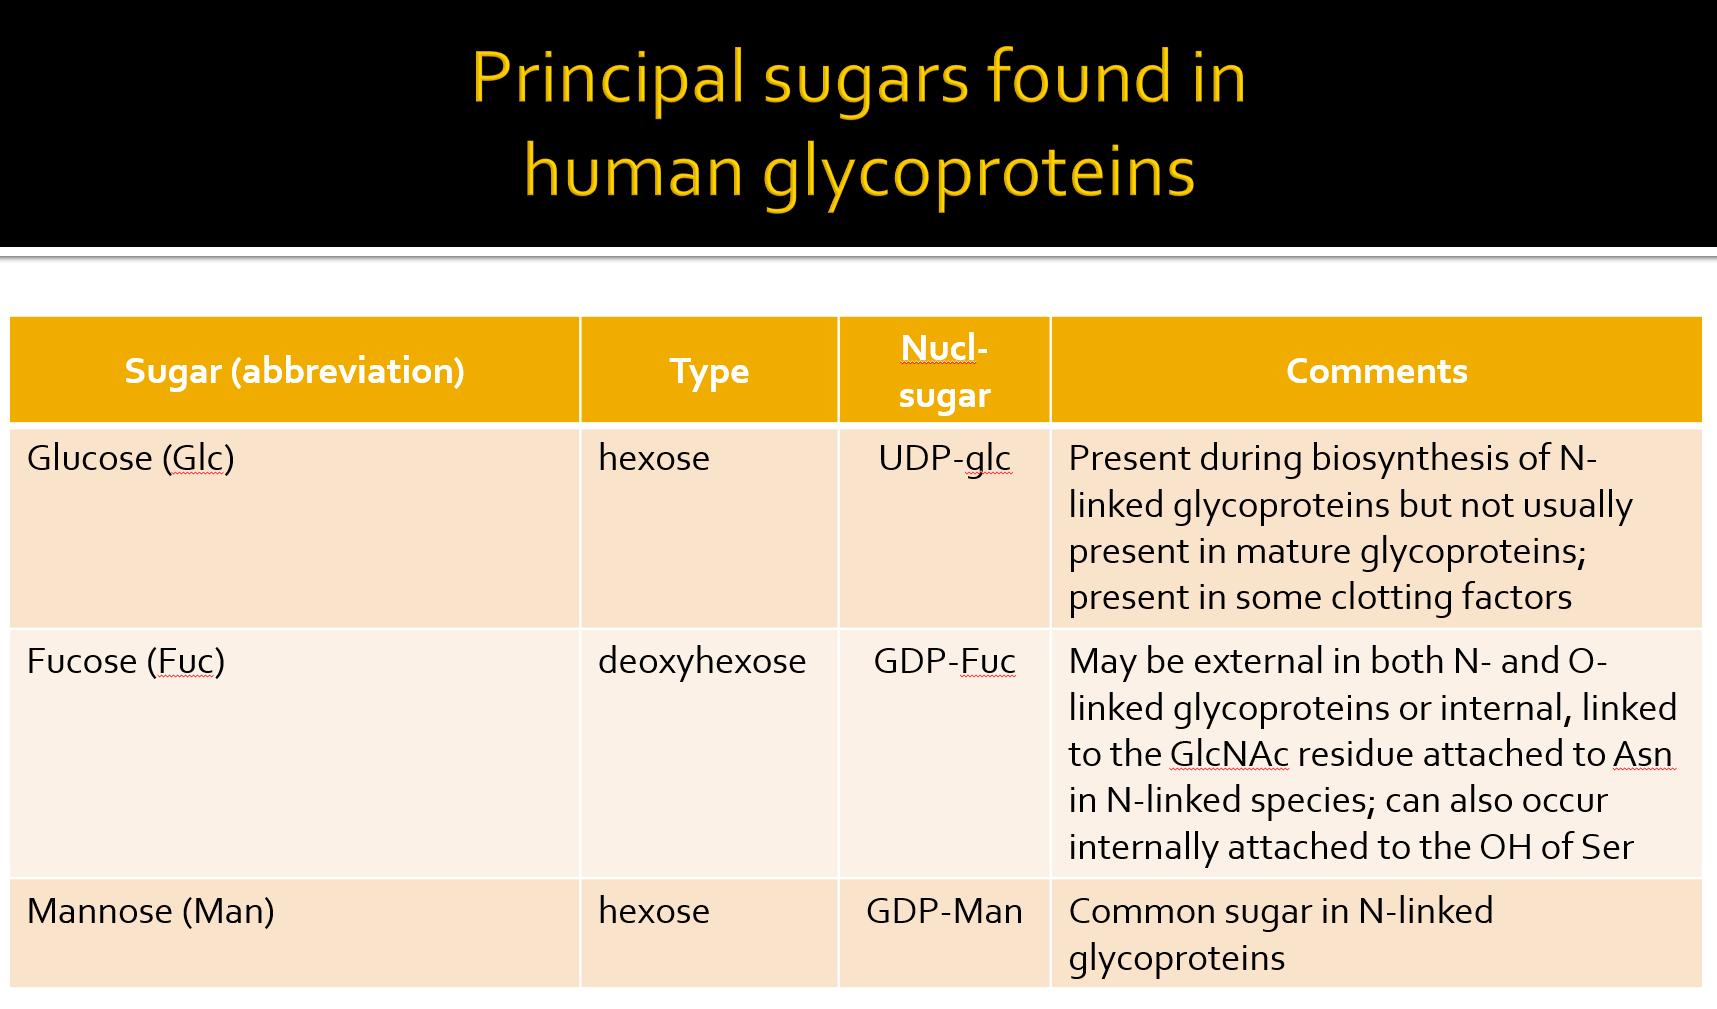 Principal sugars found in
human glycoproteins
Sugar (abbreviation) Type Nucl-
sugar Comments
Glucose (Glc) hexose UDP-glc Present during biosynthesis of N-
linked glycoproteins but not usually
present in mature glycoproteins;
present in some clotting factors
Fucose (Fuc) deoxyhexose GDP-Fuc May be external in both N- and O-
linked glycoproteins or internal, linked
to the GlcNAc residue attached to Asn
in N-linked species; can also occur
internally attached to the OH of Ser
Mannose (Man) hexose GDP-Man Common sugar in N-linked
glycoproteins